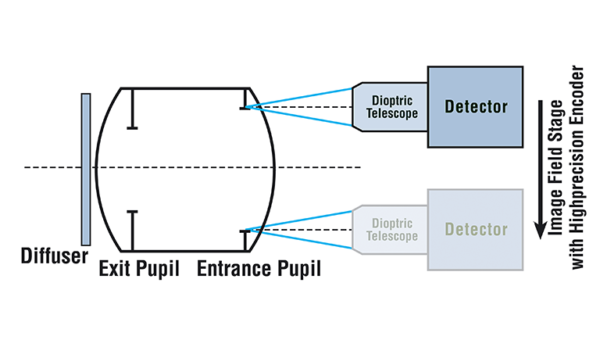 Dioptric
Telescope
Detector
Image Field Stage
with Highprecision Encoder
Dioptric
Telescope
Detector
Diffuser
Exit Pupil
Entrance Pupil